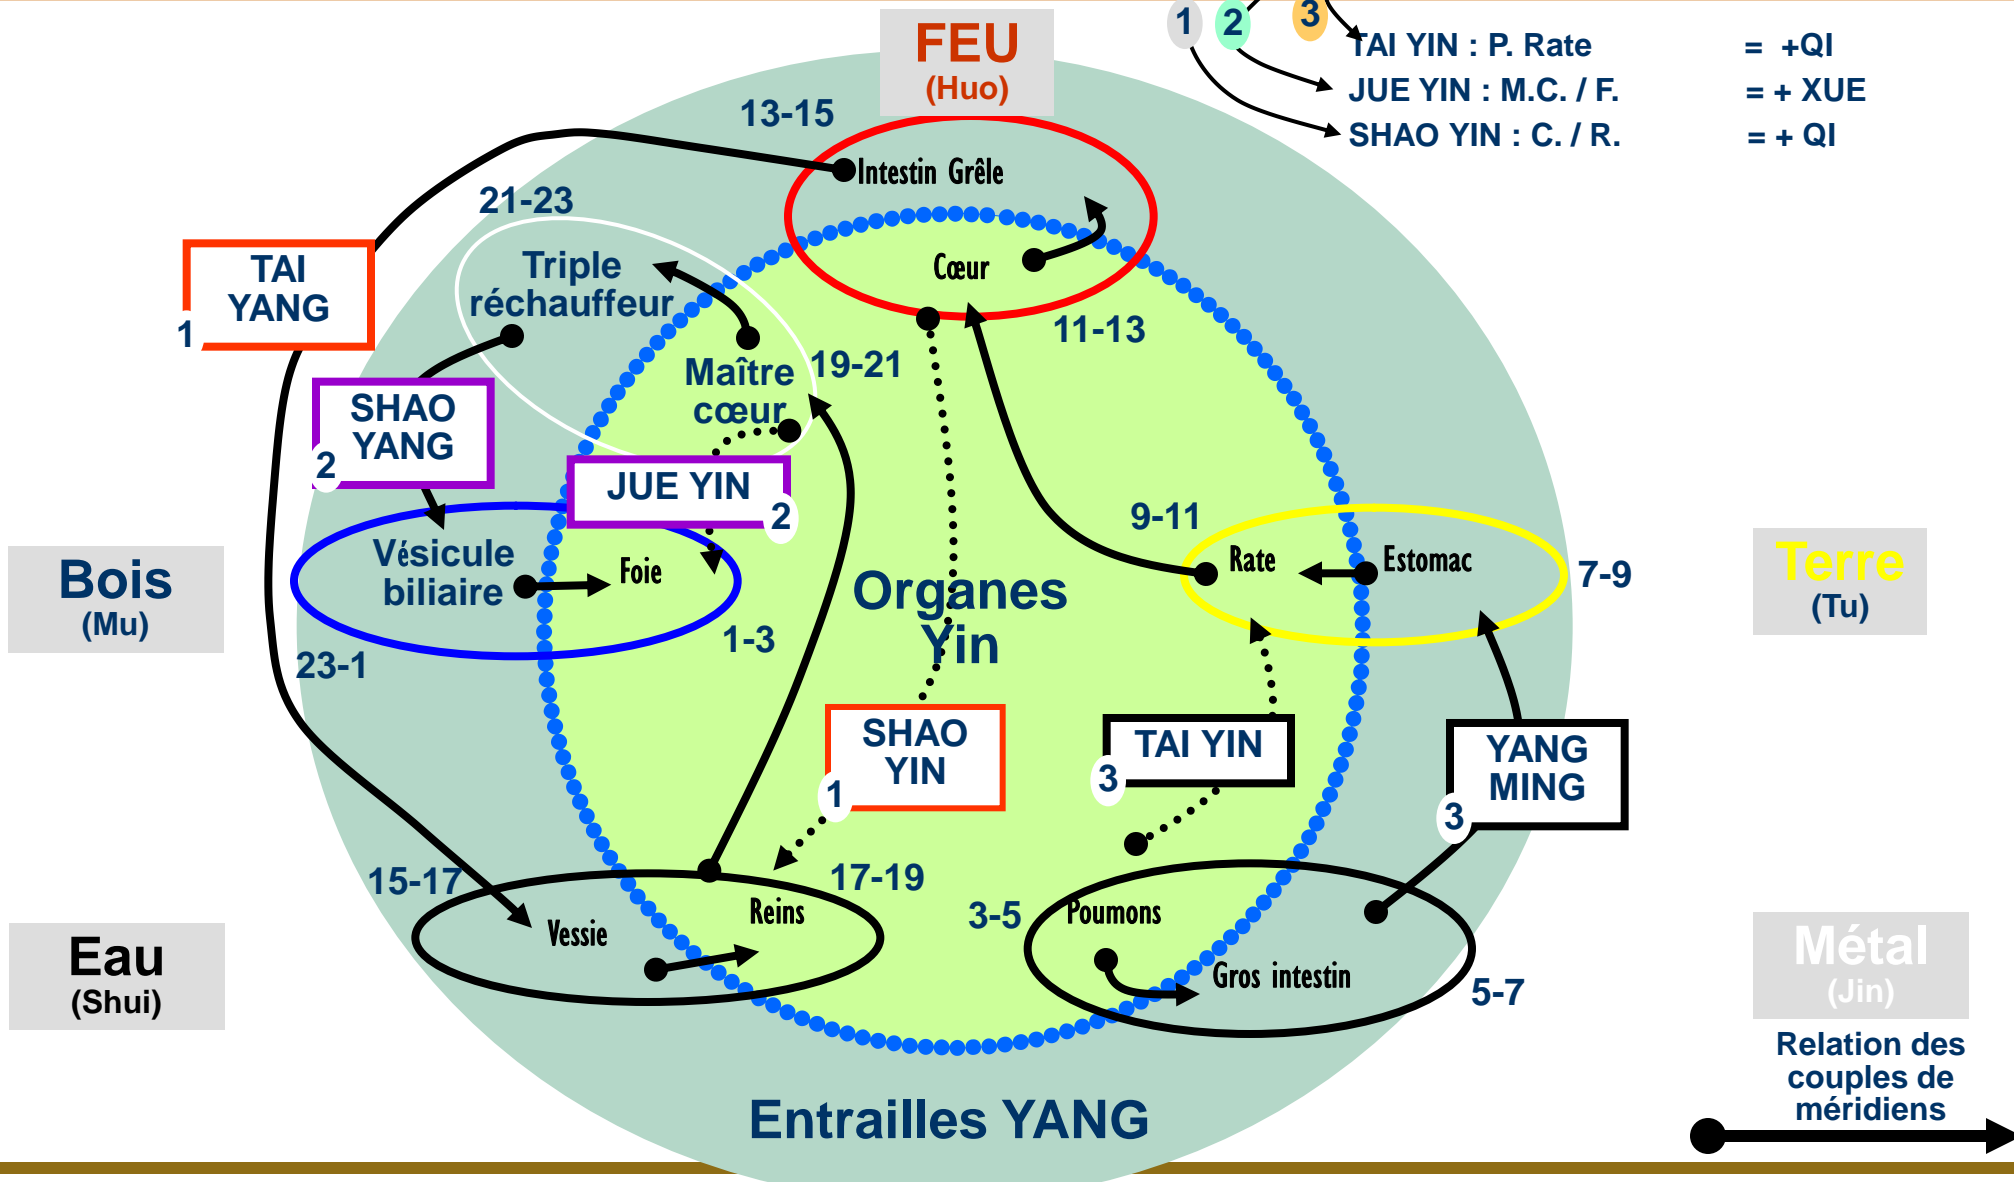 1 2 3
TAI YIN : P. Rate = +QI
JUE YIN : M.C. / F. = + XUE
SHAO YIN : C. / R. = + QI
FEU
(Huo)
13-15
Intestin Grêle
21-23
Triple
réchauffeur
Cœur
TAI
YANG
1
11-13
Maître
cœur
19-21
SHAO
YANG
2
JUE YIN
2
9-11
Vésicule
biliaire
Foie
Rate
Estomac
7-9
Bois
(Mu)
Terre
(Tu)
Organes
Yin
1-3
23-1
SHAO
YIN
1
TAI YIN
3
YANG
MING
3
15-17
17-19
Vessie
Reins
3-5
Poumons
Gros intestin
5-7
Eau
(Shui)
Métal
(Jin)
Relation des
couples de
méridiens
Entrailles YANG